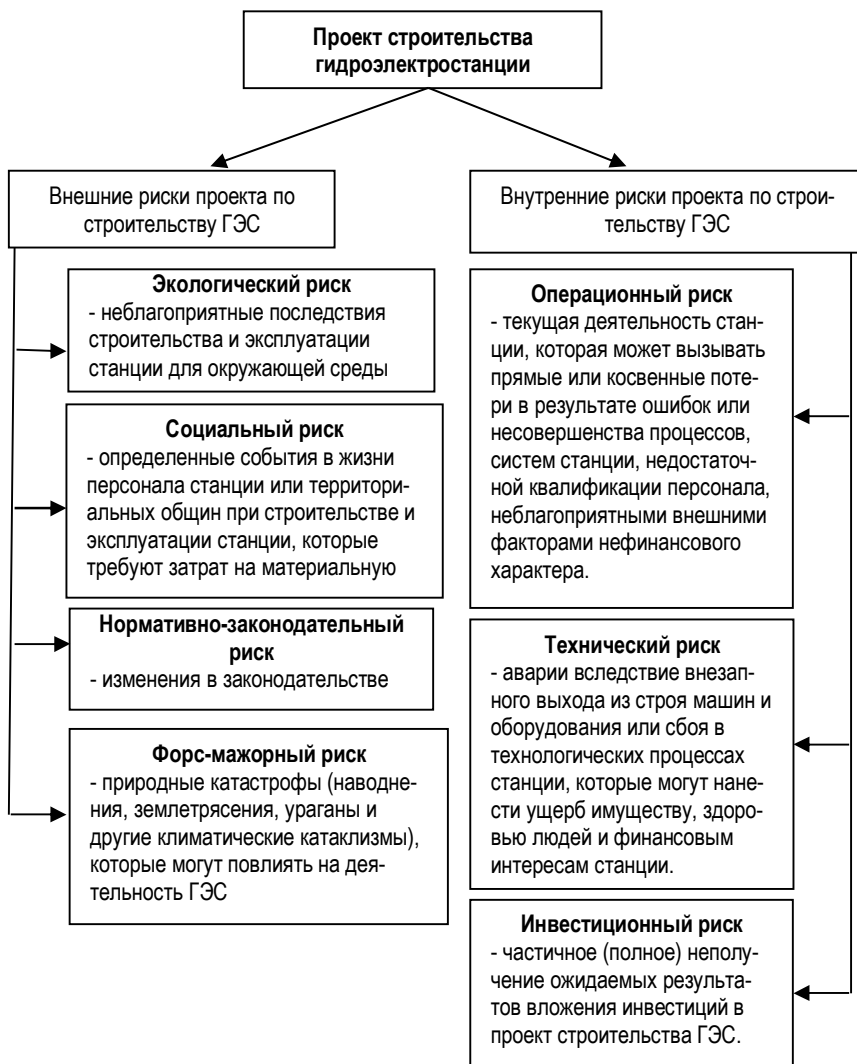 Проект строительства
гидроэлектростанции
Внешние риски проекта по
строительству ГЭС
Экологический риск
- неблагоприятные последствия
строительства и эксплуатации
станции для окружающей среды
Социальный риск
- определенные события в жизни
персонала станции или территори-
альных общин при строительстве и
эксплуатации станции, которые
требуют затрат на материальную
Нормативно-законодательный
риск
- изменения в законодательстве
Форс-мажорный риск
- природные катастрофы (наводне-
ния, землетрясения, ураганы и
другие климатические катаклизмы),
которые могут повлиять на дея-
тельность ГЭС
Внутренние риски проекта по строи-
тельству ГЭС
Операционный риск
- текущая деятельность стан-
ции, которая может вызывать
прямые или косвенные поте-
ри в результате ошибок или
несовершенства процессов,
систем станции, недостаточ-
ной квалификации персонала,
неблагоприятными внешними
факторами нефинансового
характера.
Технический риск
- аварии вследствие внезап-
ного выхода из строя машин и
оборудования или сбоя в
технологических процессах
станции, которые могут нане-
сти ущерб имуществу, здоро-
вью людей и финансовым
интересам станции.
Инвестиционный риск
- частичное (полное) неполу-
чение ожидаемых результа-
тов вложения инвестиций в
проект строительства ГЭС.